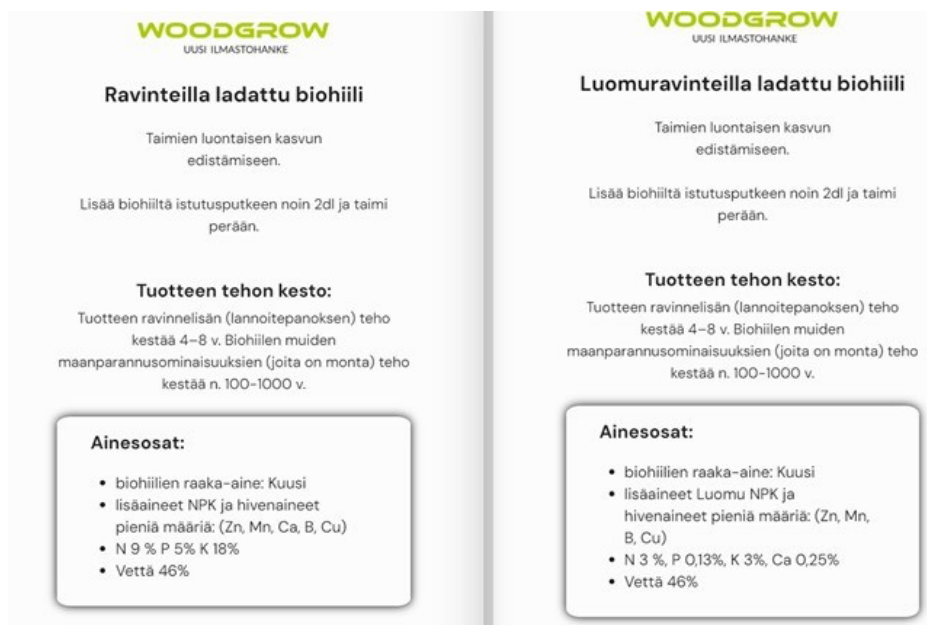 WOODGROW
UUSI ILMASTOHANKE
Ravinteilla ladattu biohiili
Taimien luontaisen kasvun
edistämiseen.
Lisää biohiiltä istutusputkeen noin 2dl ja taimi
perään.
Tuotteen tehon kesto:
Tuotteen ravinnelisän (lannoitepanoksen) teho
kestää 4–8 v. Biohiilen muiden
maanparannusominaisuuksien (joita on monta) teho
kestää n. 100-1000 v.
Ainesosat:
• biohiilien raaka-aine: Kuusi
• lisäaineet NPK ja hivenaineet
pieniä määriä: (Zn, Mn, Ca, B, Cu)
• N 9 % P 5% K 18%
• Vettä 46%
WOODGROW
UUSI ILMASTOHANKE
Luomuravinteilla ladattu biohiili
Taimien luontaisen kasvun
edistämiseen.
Lisää biohiiltä istutusputkeen noin 2dl ja taimi
perään.
Tuotteen tehon kesto:
Tuotteen ravinnelisän (lannoitepanoksen) teho
kestää 4–8 v. Biohiilen muiden
maanparannusominaisuuksien (joita on monta) teho
kestää n. 100-1000 v.
Ainesosat:
• biohiilien raaka-aine: Kuusi
• lisäaineet Luomu NPK ja
hivenaineet pieniä määriä: (Zn, Mn,
B, Cu)
• N 3 %, P 0,13%, K 3%, Ca 0,25%
• Vettä 46%